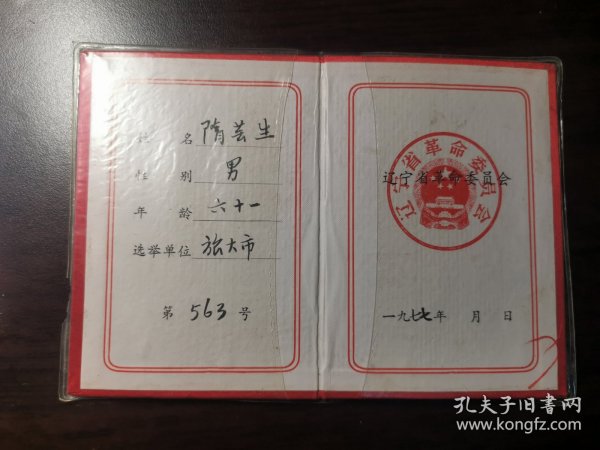 姓 名 隋芸生
性 别 男
年 龄 六十一
选举单位 旅大市
第 563 号
辽宁省革命委员会
辽宁省革命委员会
一九七七年 月 日
孔夫子旧书网
www.kongfz.com